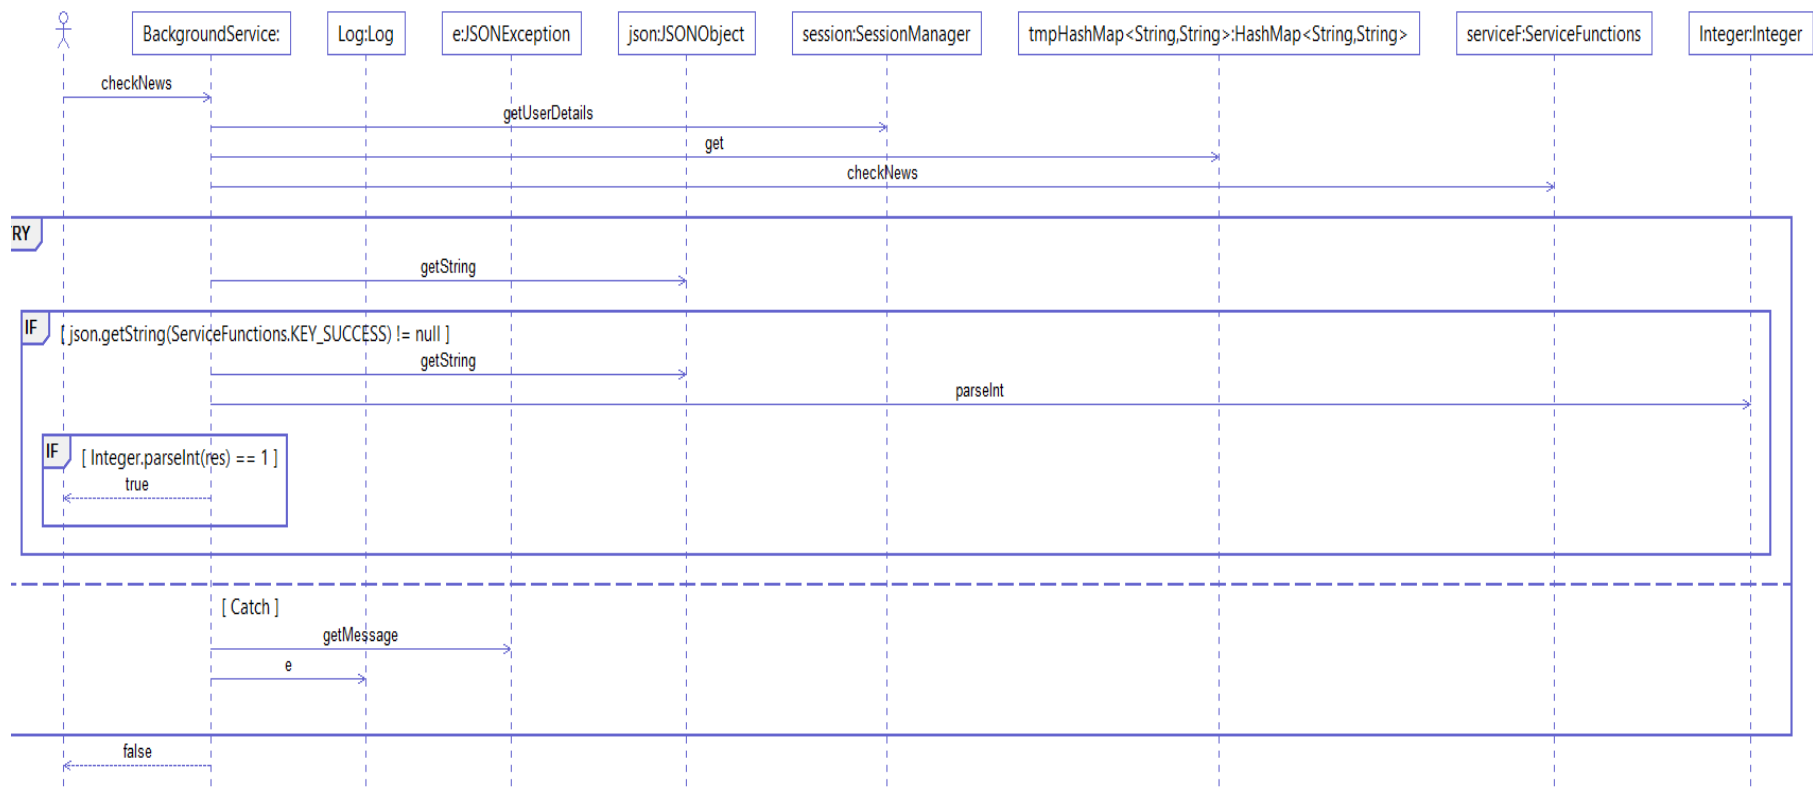 BackgroundService:
Log:Log
e:JSONException
json:JSONObject
session:SessionManager
tmpHashMap<String,String>:HashMap<String,String>
serviceF:ServiceFunctions
Integer:Integer
checkNews
getUserDetails
get
checkNews
RY
getString
IF
[ json.getString(ServiceFunctions.KEY_SUCCESS) != null ]
getString
parseInt
IF
[ Integer.parseInt(res) == 1 ]
true
[ Catch ]
getMessage
e
false